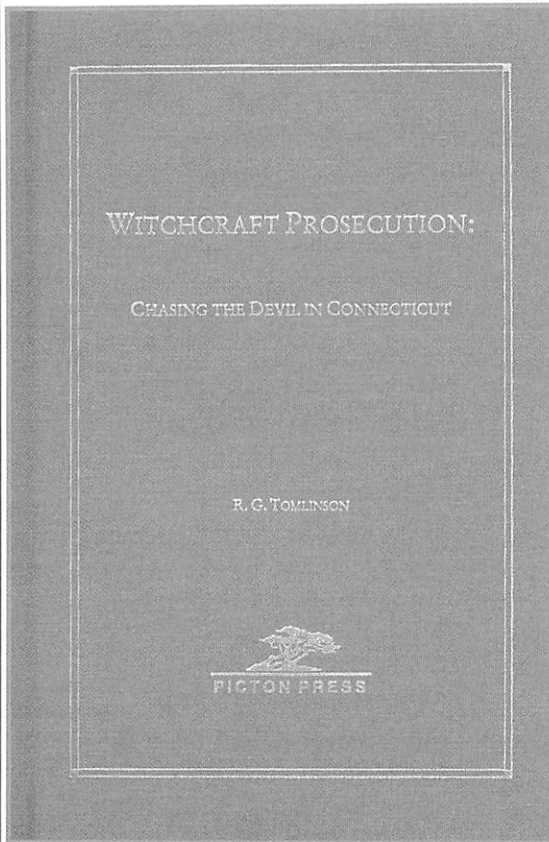 WITCHCRAFT PROSECUTION:
CHASING THE DEVIL IN CONNECTICUT
R. G. TOMLINSON
PICTON PRESS